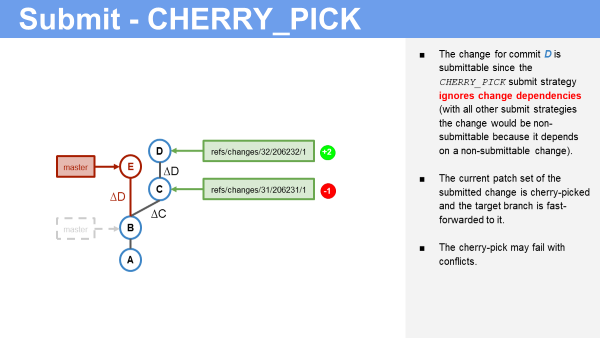 Submit - CHERRY_PICK
D
refs/changes/32/206232/1
+2
master
E
ΔD
C
refs/changes/31/206231/1
-1
ΔD
ΔC
master
B
A
■ The change for commit D is
submittable since the
CHERRY_PICK submit strategy
ignores change dependencies
(with all other submit strategies
the change would be non-
submittable because it depends
on a non-submittable change).
■ The current patch set of the
submitted change is cherry-picked
and the target branch is fast-
forwarded to it.
■ The cherry-pick may fail with
conflicts.